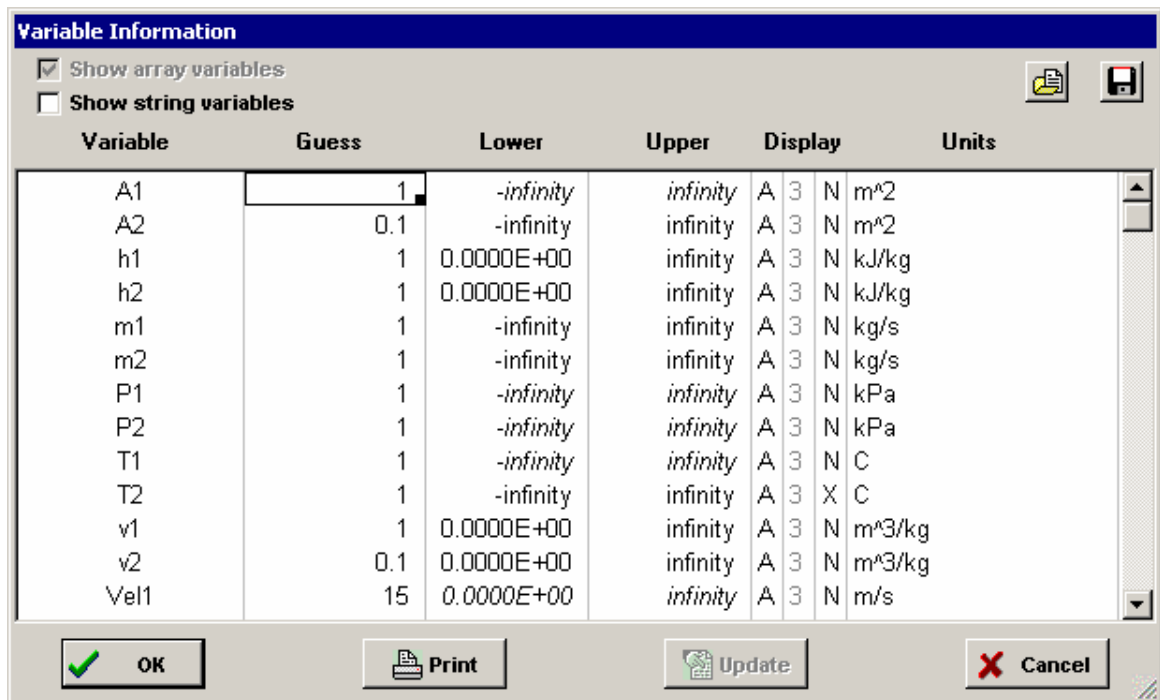 Variable Information
Show array variables
Show string variables
Variable Guess Lower Upper Display Units
A1 1 -infinity infinity A 3 N m^2
A2 0.1 -infinity infinity A 3 N m^2
h1 1 0.0000E+00 infinity A 3 N kJ/kg
h2 1 0.0000E+00 infinity A 3 N kJ/kg
m1 1 -infinity infinity A 3 N kg/s
m2 1 -infinity infinity A 3 N kg/s
P1 1 -infinity infinity A 3 N kPa
P2 1 -infinity infinity A 3 N kPa
T1 1 -infinity infinity A 3 N C
T2 1 -infinity infinity A 3 X C
v1 1 0.0000E+00 infinity A 3 N m^3/kg
v2 0.1 0.0000E+00 infinity A 3 N m^3/kg
Vel1 15 0.0000E+00 infinity A 3 N m/s
OK Print Update Cancel